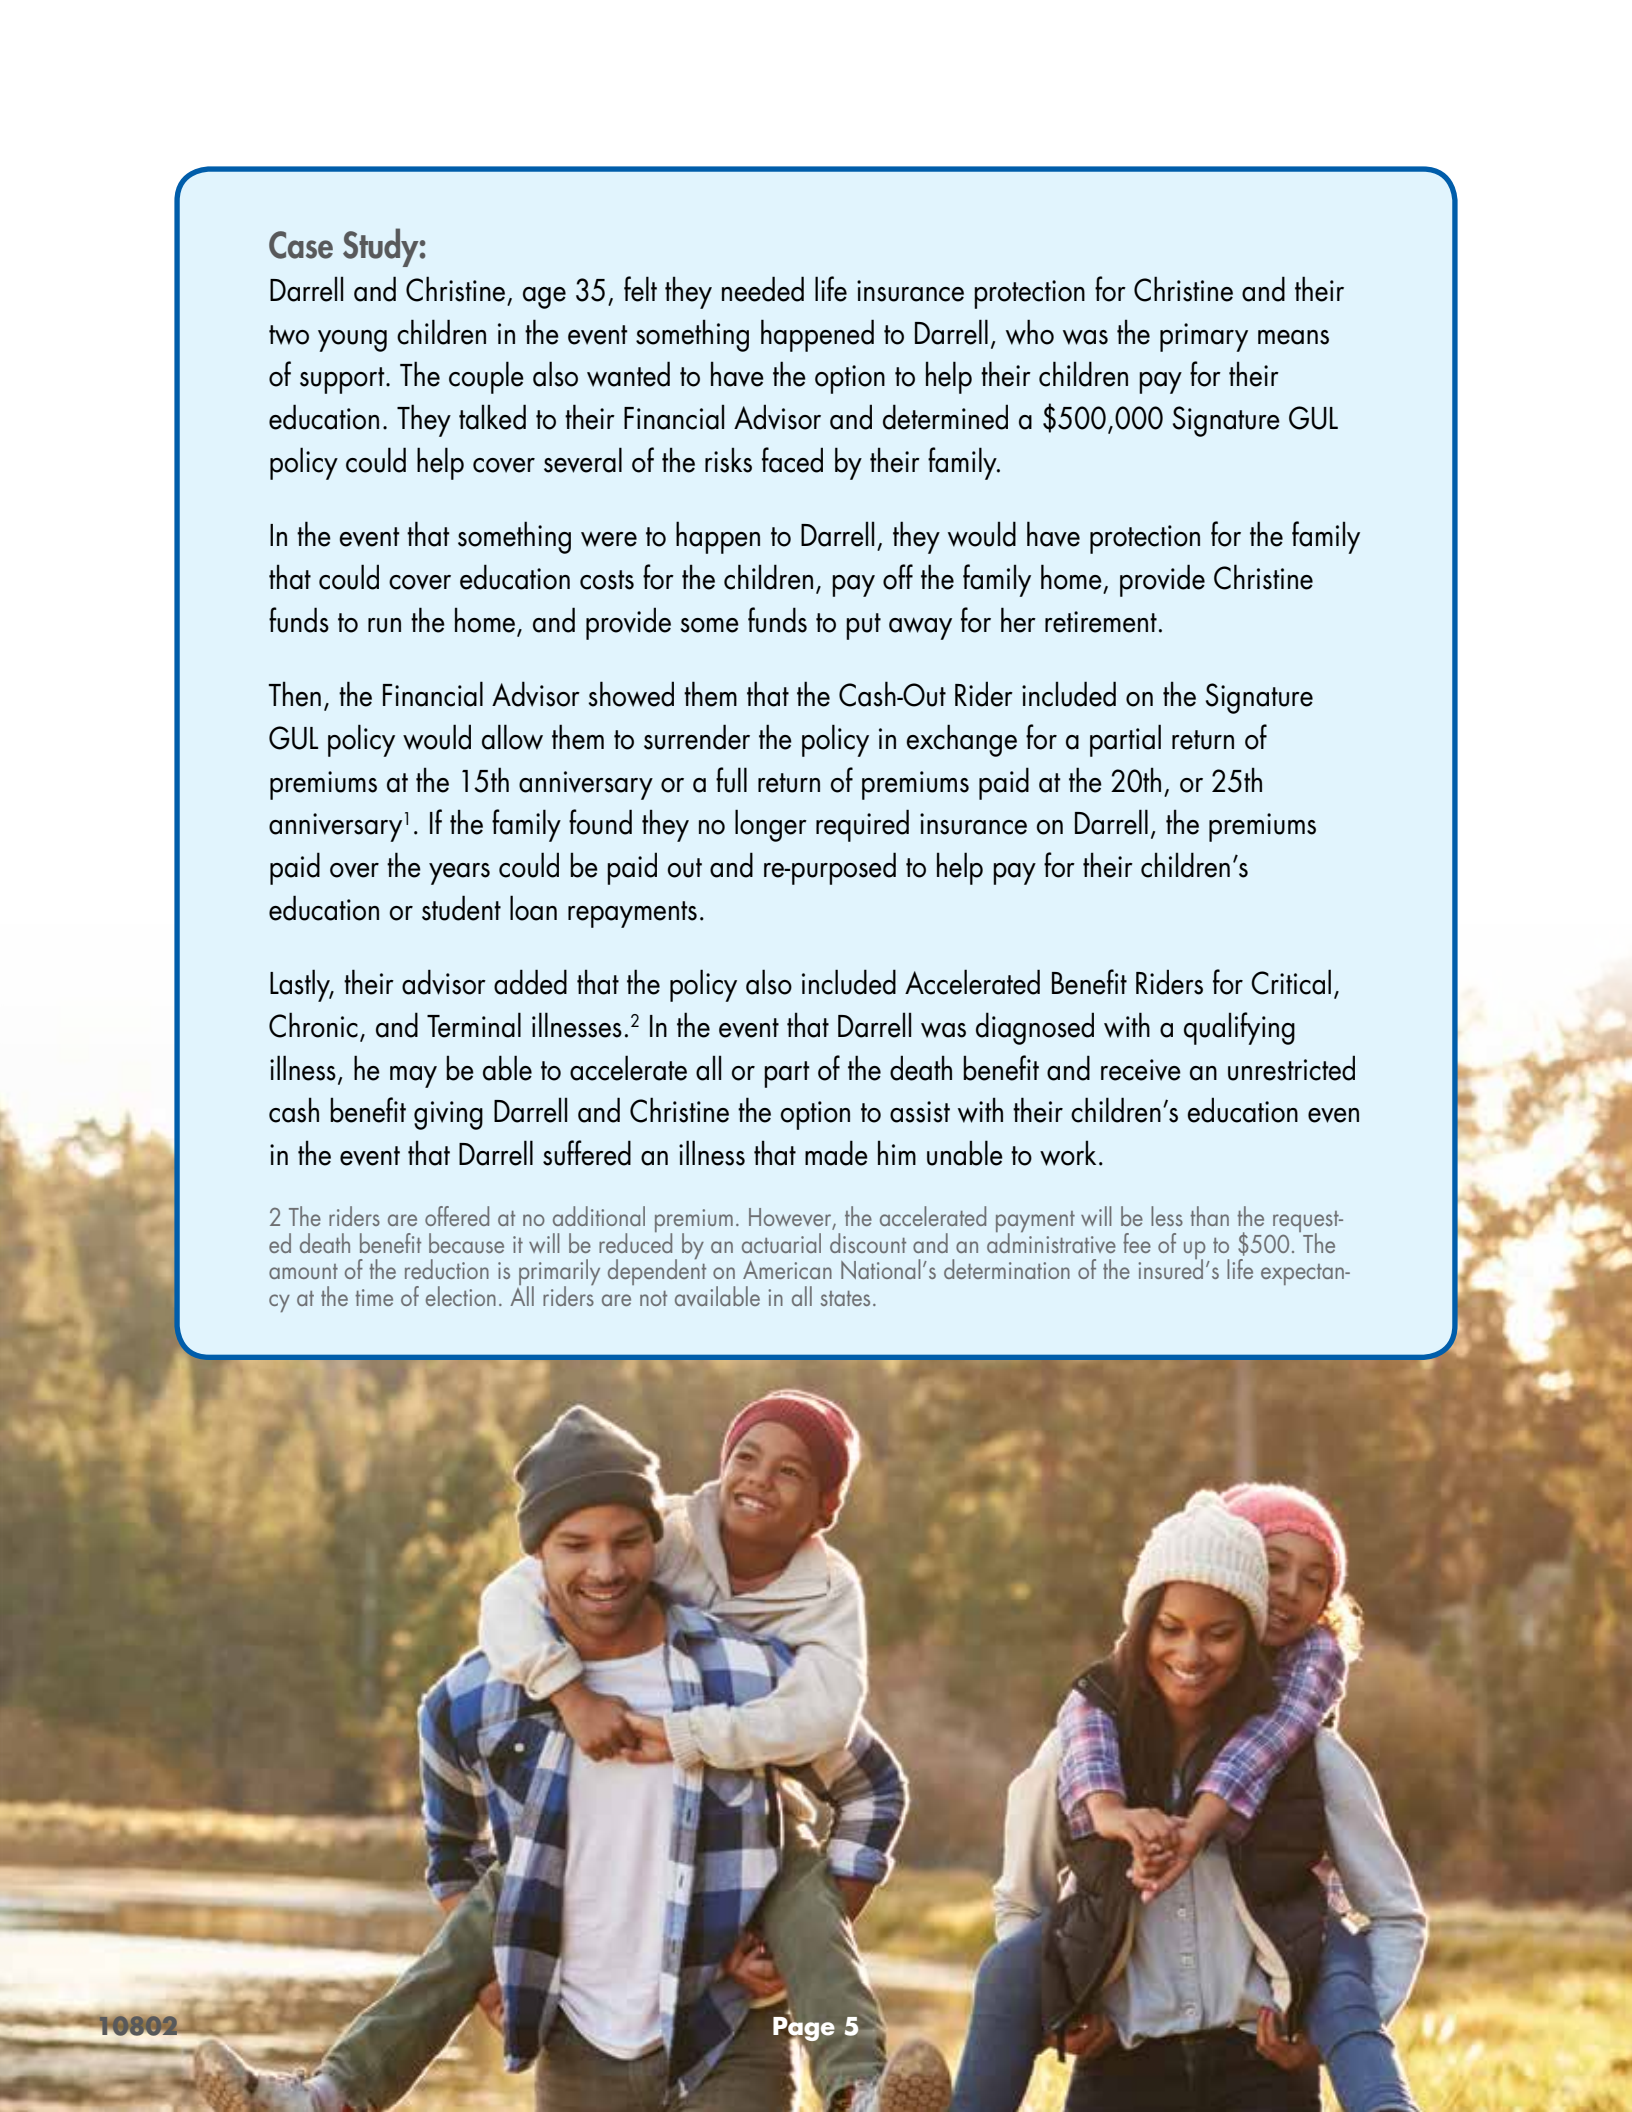 Case Study:
Darrell and Christine, age 35, felt they needed life insurance protection for Christine and their
two young children in the event something happened to Darrell, who was the primary means
of support. The couple also wanted to have the option to help their children pay for their
education. They talked to their Financial Advisor and determined a $500,000 Signature GUL
policy could help cover several of the risks faced by their family.
In the event that something were to happen to Darrell, they would have protection for the family
that could cover education costs for the children, pay off the family home, provide Christine
funds to run the home, and provide some funds to put away for her retirement.
Then, the Financial Advisor showed them that the Cash-Out Rider included on the Signature
GUL policy would allow them to surrender the policy in exchange for a partial return of
premiums at the 15th anniversary or a full return of premiums paid at the 20th, or 25th
anniversary¹. If the family found they no longer required insurance on Darrell, the premiums
paid over the years could be paid out and re-purposed to help pay for their children’s
education or student loan repayments.
Lastly, their advisor added that the policy also included Accelerated Benefit Riders for Critical,
Chronic, and Terminal illnesses.² In the event that Darrell was diagnosed with a qualifying
illness, he may be able to accelerate all or part of the death benefit and receive an unrestricted
cash benefit giving Darrell and Christine the option to assist with their children’s education even
in the event that Darrell suffered an illness that made him unable to work.
2 The riders are offered at no additional premium. However, the accelerated payment will be less than the request-
ed death benefit because it will be reduced by an actuarial discount and an administrative fee of up to $500. The
amount of the reduction is primarily dependent on American National’s determination of the insured’s life expectan-
cy at the time of election. All riders are not available in all states.
10802
Page 5